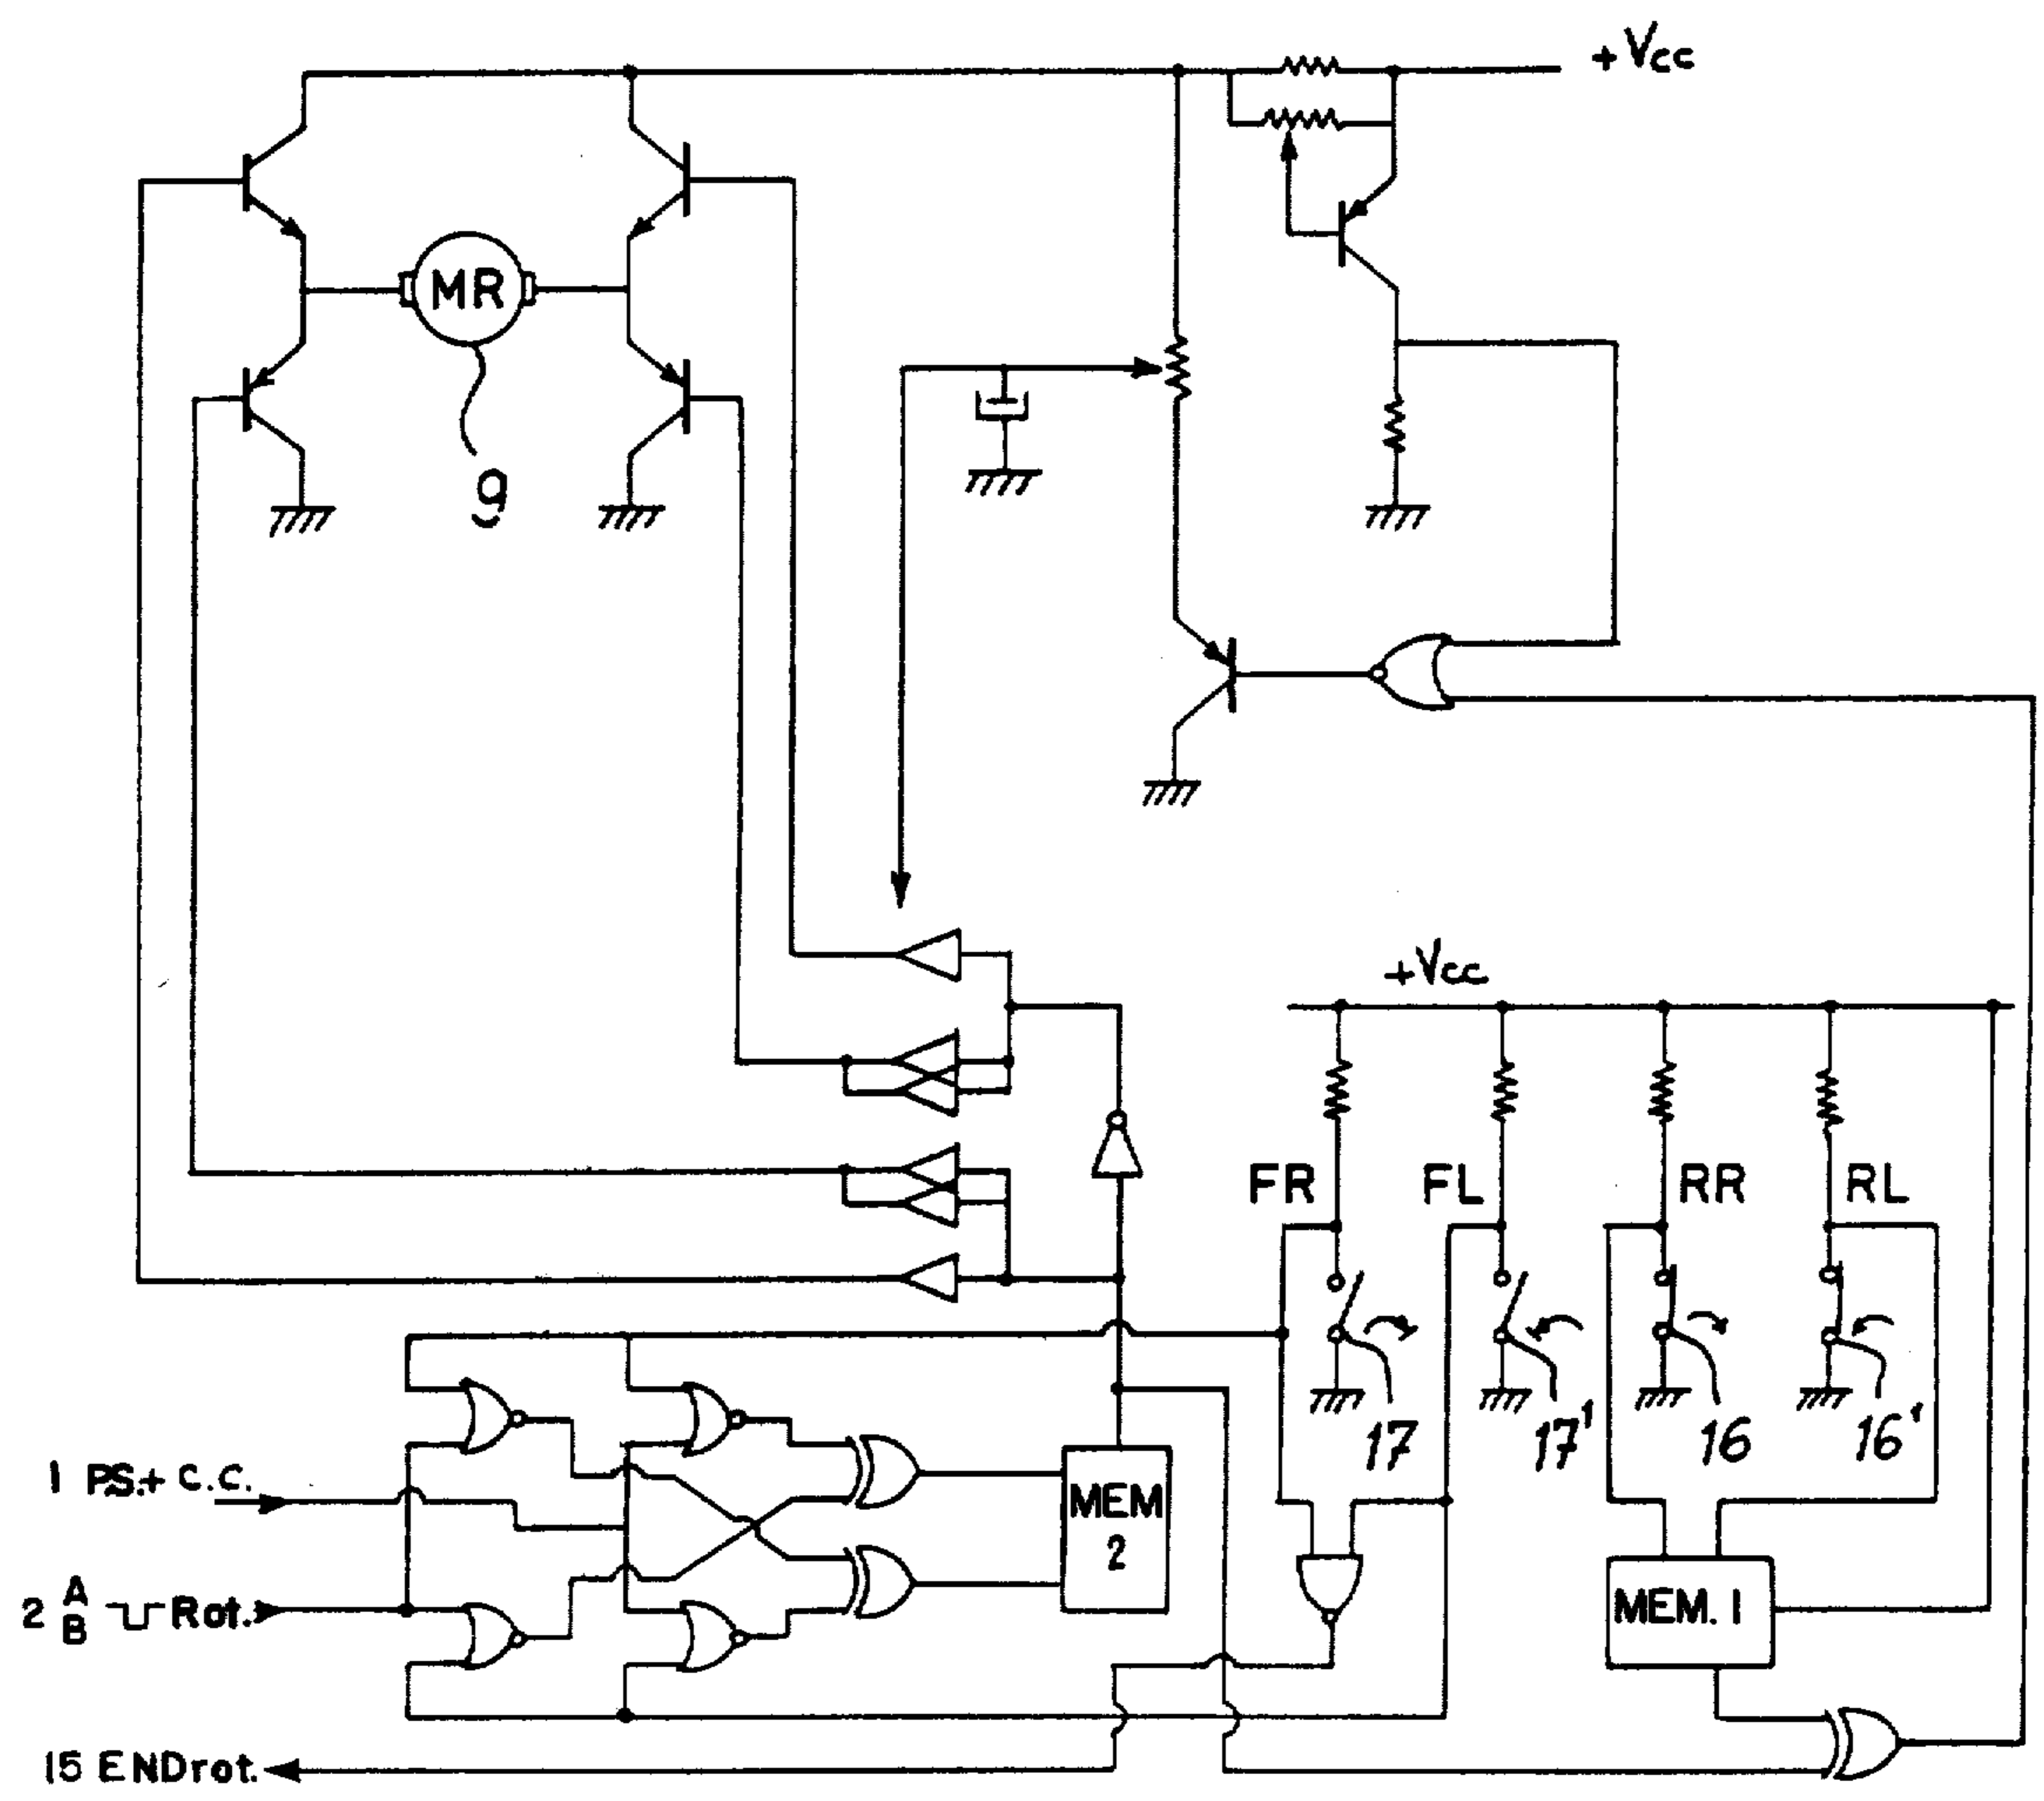 +Vcc
MR
9
+Vcc
FR FL RR RL
17 17' 16 16'
1 P.S.+ C.C.
MEM 2
2 A B Rot.
MEM. 1
15 ENDrot.